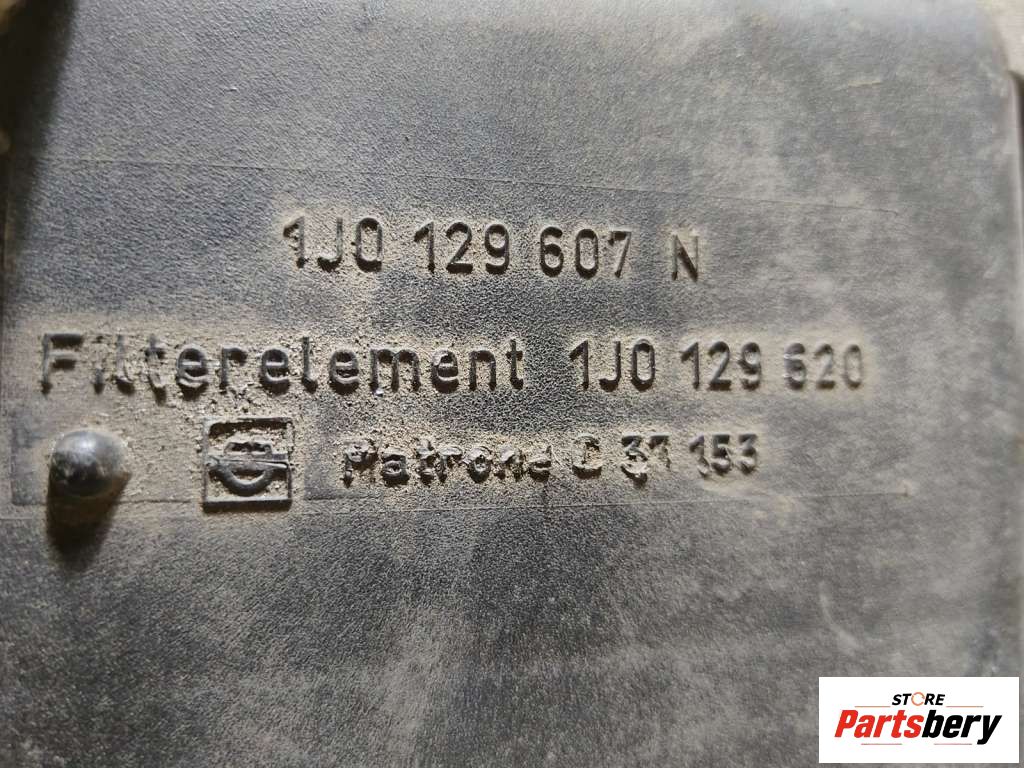 1J0 129 607 N
Filterelement 1J0 129 620
Patrone C 37 153
STORE
Partsbery